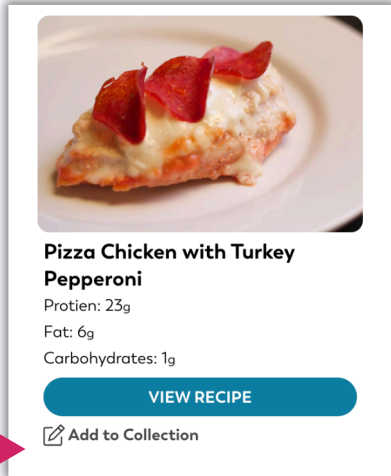 Pizza Chicken with Turkey
Pepperoni
Protien: 23g
Fat: 6g
Carbohydrates: 1g
VIEW RECIPE
Add to Collection